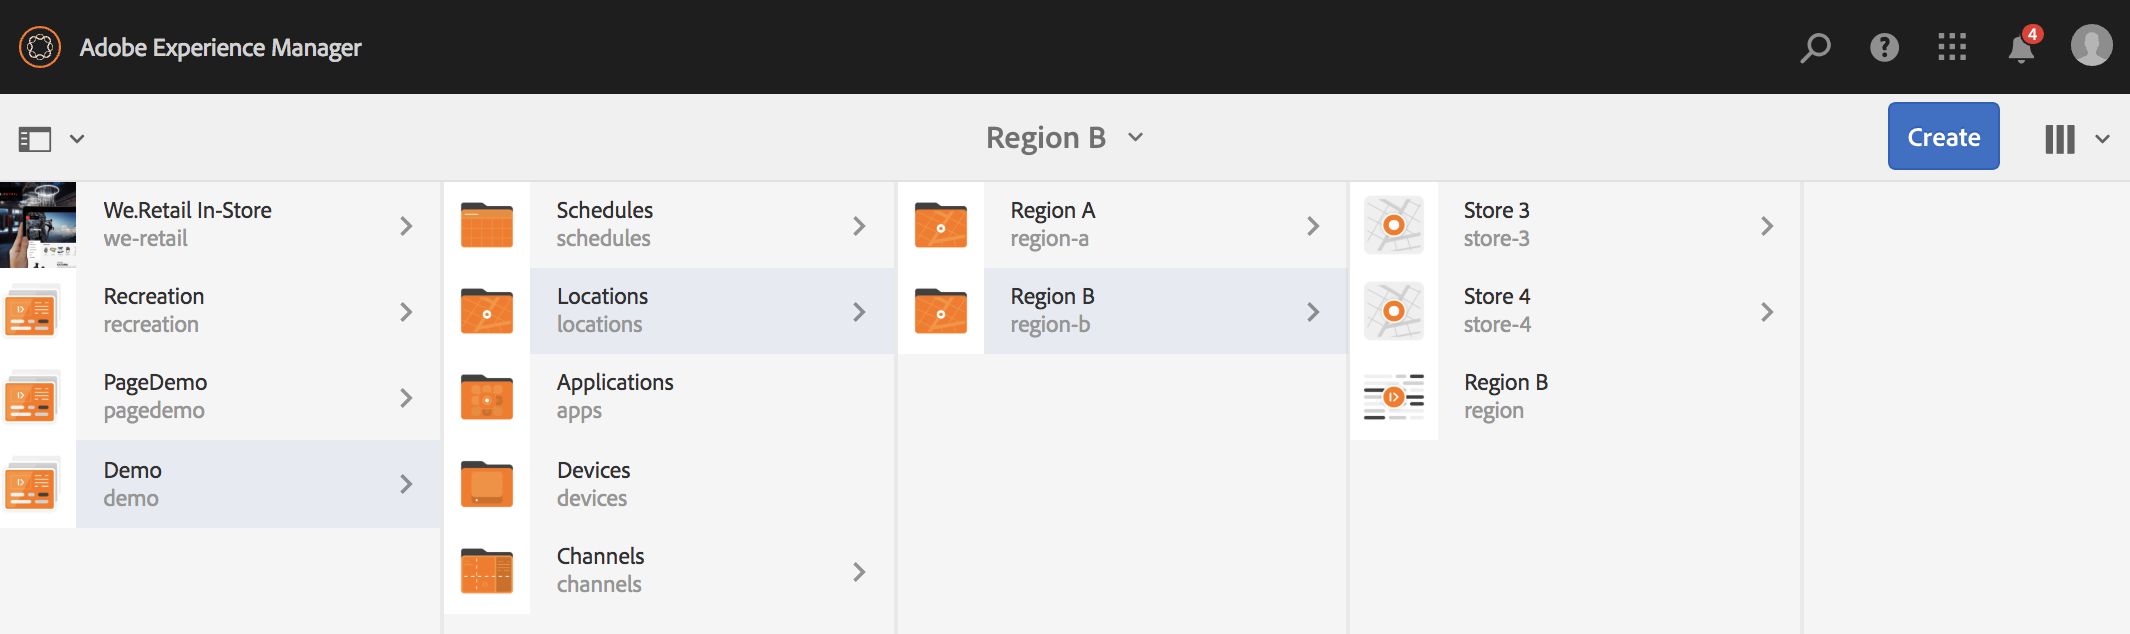 Adobe Experience Manager
4
Region B
Create
We.Retail In-Store
we-retail
Recreation
recreation
PageDemo
pagedemo
Demo
demo
Schedules
schedules
Locations
locations
Applications
apps
Devices
devices
Channels
channels
Region A
region-a
Region B
region-b
Store 3
store-3
Store 4
store-4
Region B
region